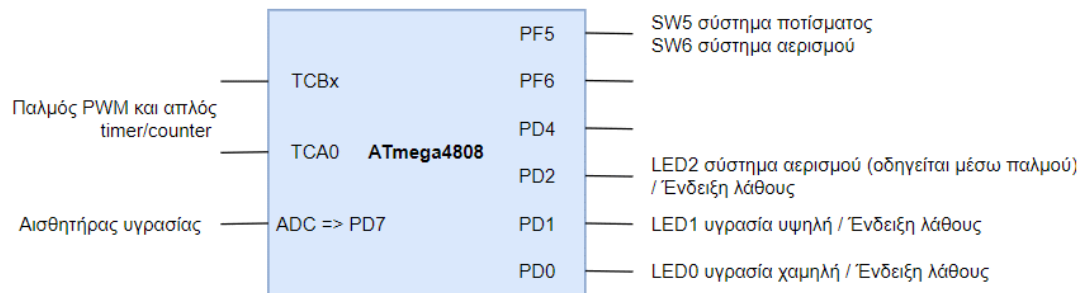 SW5 σύστημα ποτίσματος
SW6 σύστημα αερισμού
PF5
TCBx
PF6
Παλμός PWM και απλός
timer/counter
PD4
TCA0
ATmega4808
LED2 σύστημα αερισμού (οδηγείται μέσω παλμού)
/ Ένδειξη λάθους
PD2
Αισθητήρας υγρασίας
ADC => PD7
PD1
LED1 υγρασία υψηλή / Ένδειξη λάθους
PD0
LED0 υγρασία χαμηλή / Ένδειξη λάθους